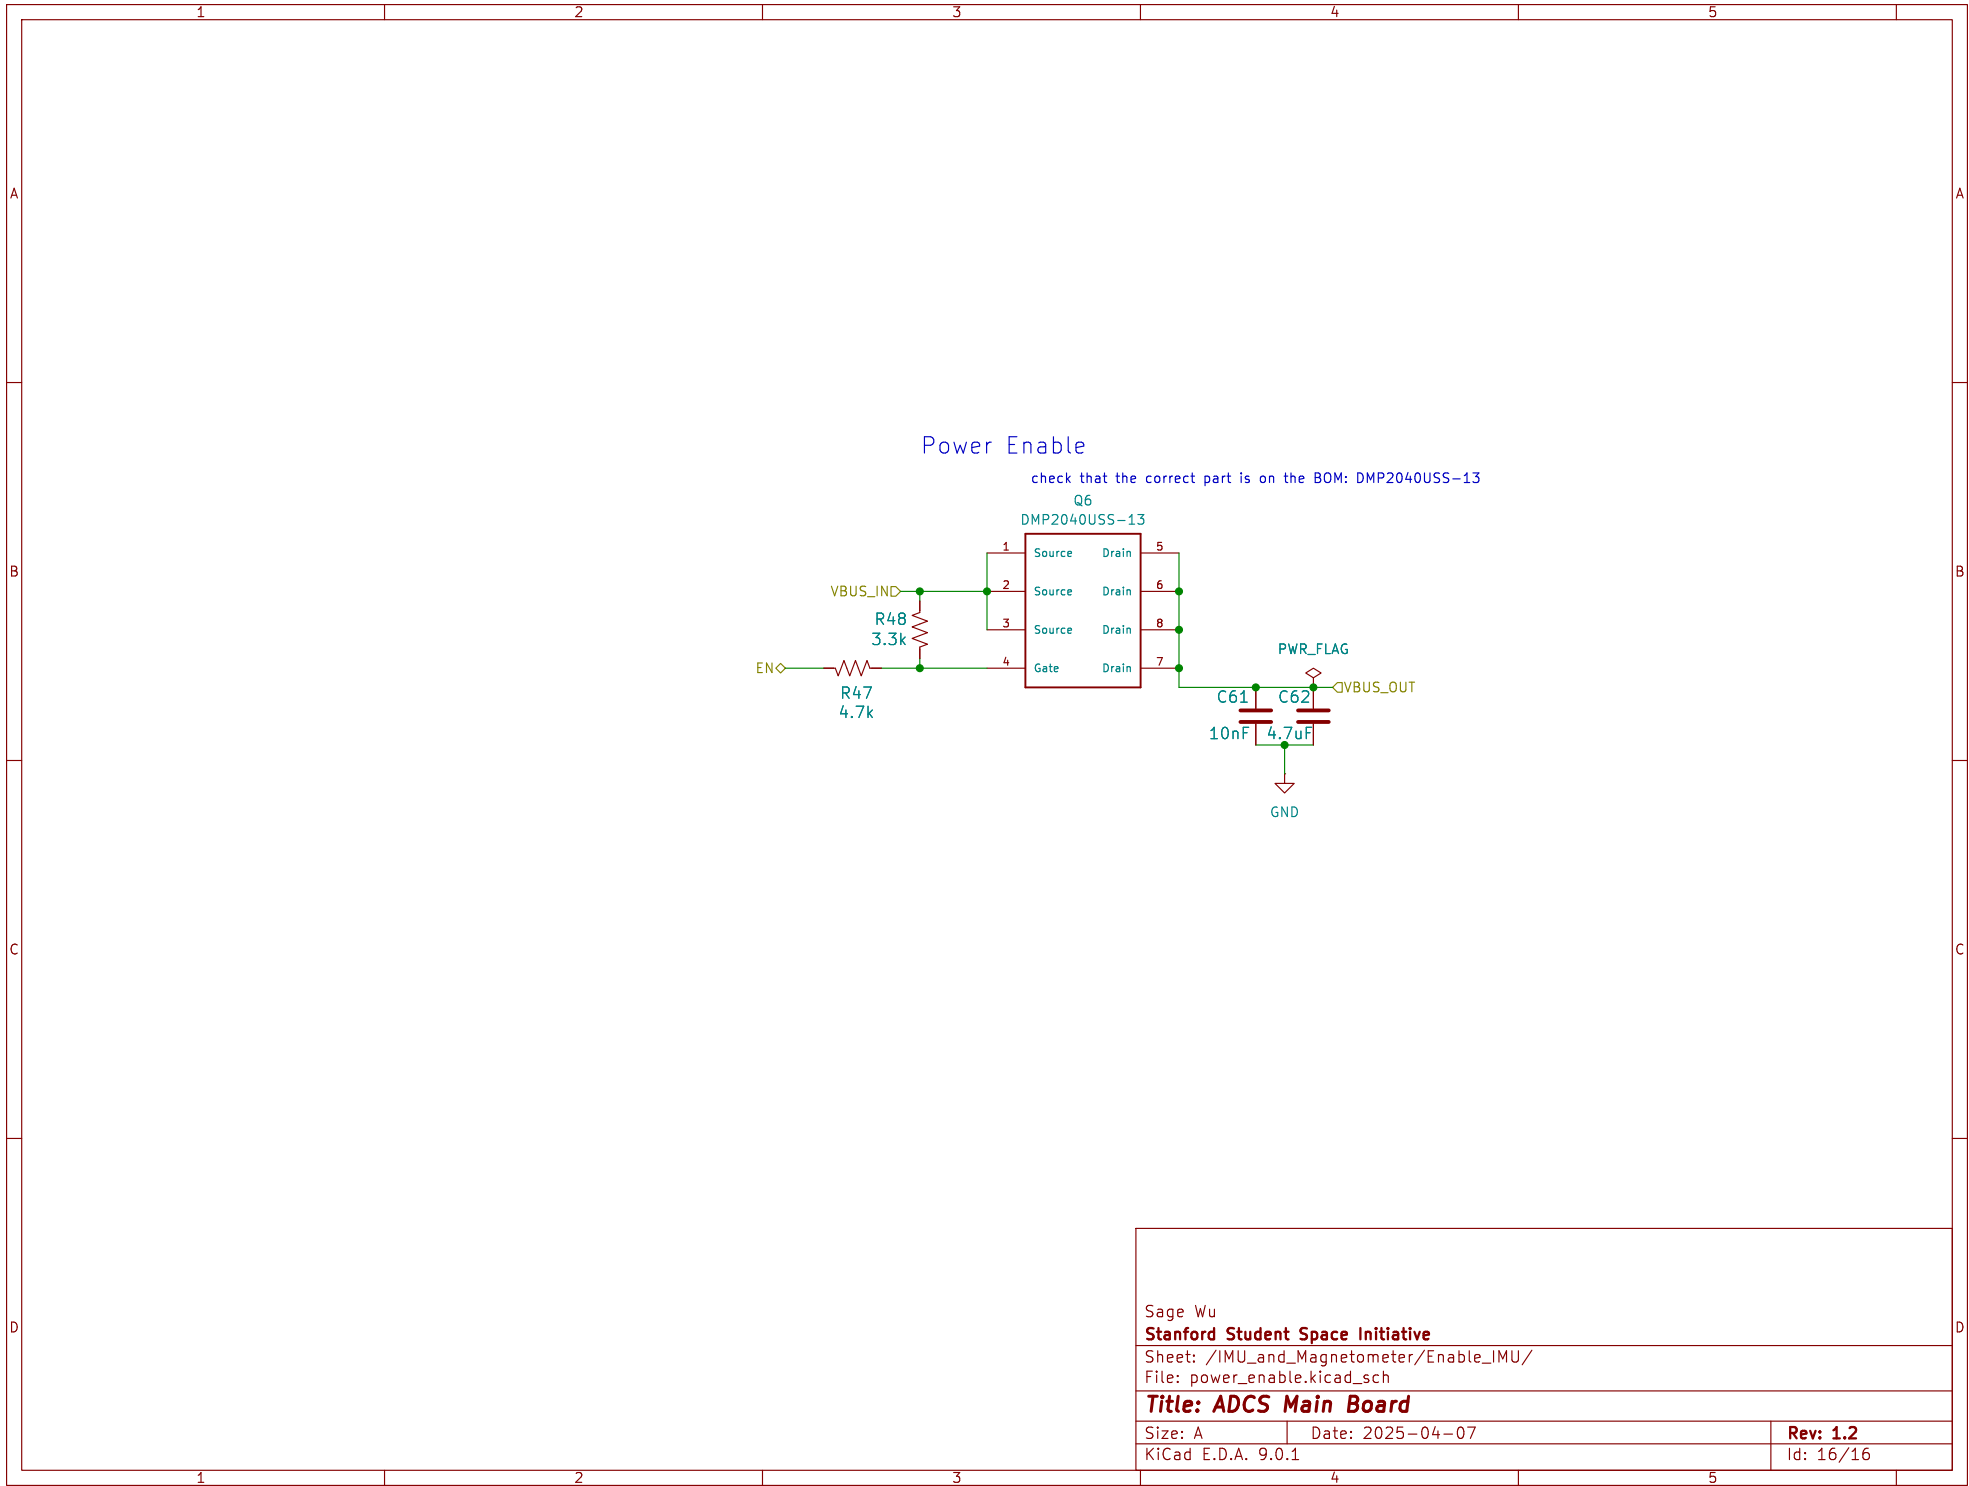 1 2 3 4 5
A A
Power Enable
check that the correct part is on the BOM: DMP2040USS-13
Q6
DMP2040USS-13
1 Source Drain 5
B B
VBUS_IN 2 Source Drain 6
R48
3.3k
3 Source Drain 8
PWR_FLAG
EN 4 Gate Drain 7
R47
4.7k
C61 C62 VBUS_OUT
10nF 4.7uF
GND
C C
Sage Wu
D D
Stanford Student Space Initiative
Sheet: /IMU_and_Magnetometer/Enable_IMU/
File: power_enable.kicad_sch
Title: ADCS Main Board
Size: A Date: 2025-04-07 Rev: 1.2
KiCad E.D.A. 9.0.1 Id: 16/16
1 2 3 4 5